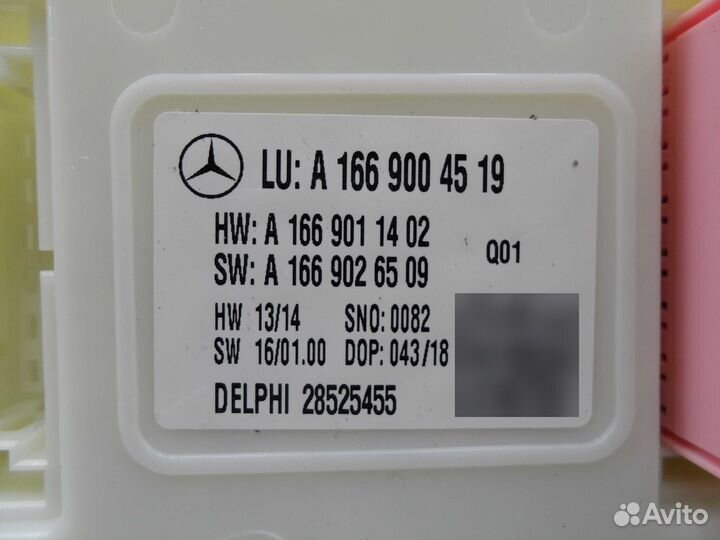 LU: A 166 900 45 19
HW: A 166 901 14 02
SW: A 166 902 65 09
Q01
HW 13/14 SNO: 0082
SW 16/01.00 DOP: 043/18
DELPHI 28525455
Avito